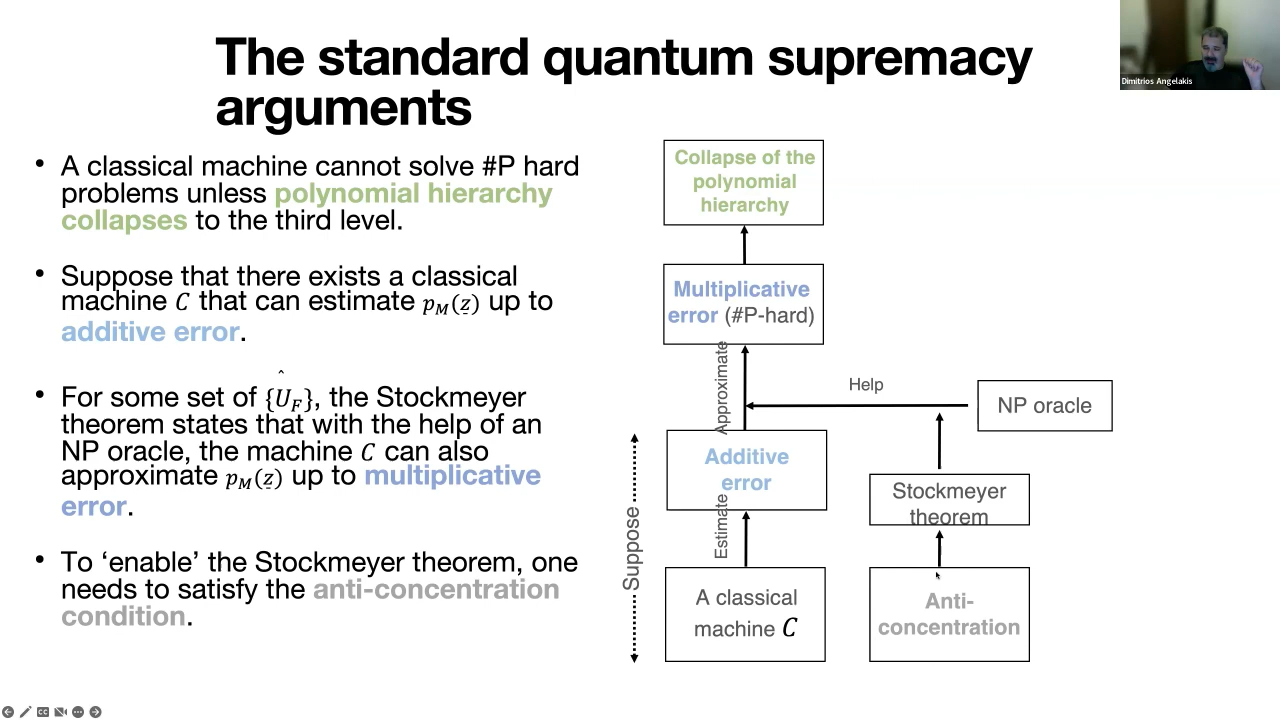 The standard quantum supremacy
arguments
Dimitrios Angelakis
• A classical machine cannot solve #P hard
problems unless polynomial hierarchy
collapses to the third level.
• Suppose that there exists a classical
machine C that can estimate p_M(z) up to
additive error.
• For some set of {Û_F}, the Stockmeyer
theorem states that with the help of an
NP oracle, the machine C can also
approximate p_M(z) up to multiplicative
error.
• To ‘enable’ the Stockmeyer theorem, one
needs to satisfy the anti-concentration
condition.
Collapse of the
polynomial
hierarchy
Multiplicative
error (#P-hard)
Approximate
Help
NP oracle
Additive
error
Stockmeyer
theorem
Estimate
Suppose
A classical
machine C
Anti-
concentration
CC